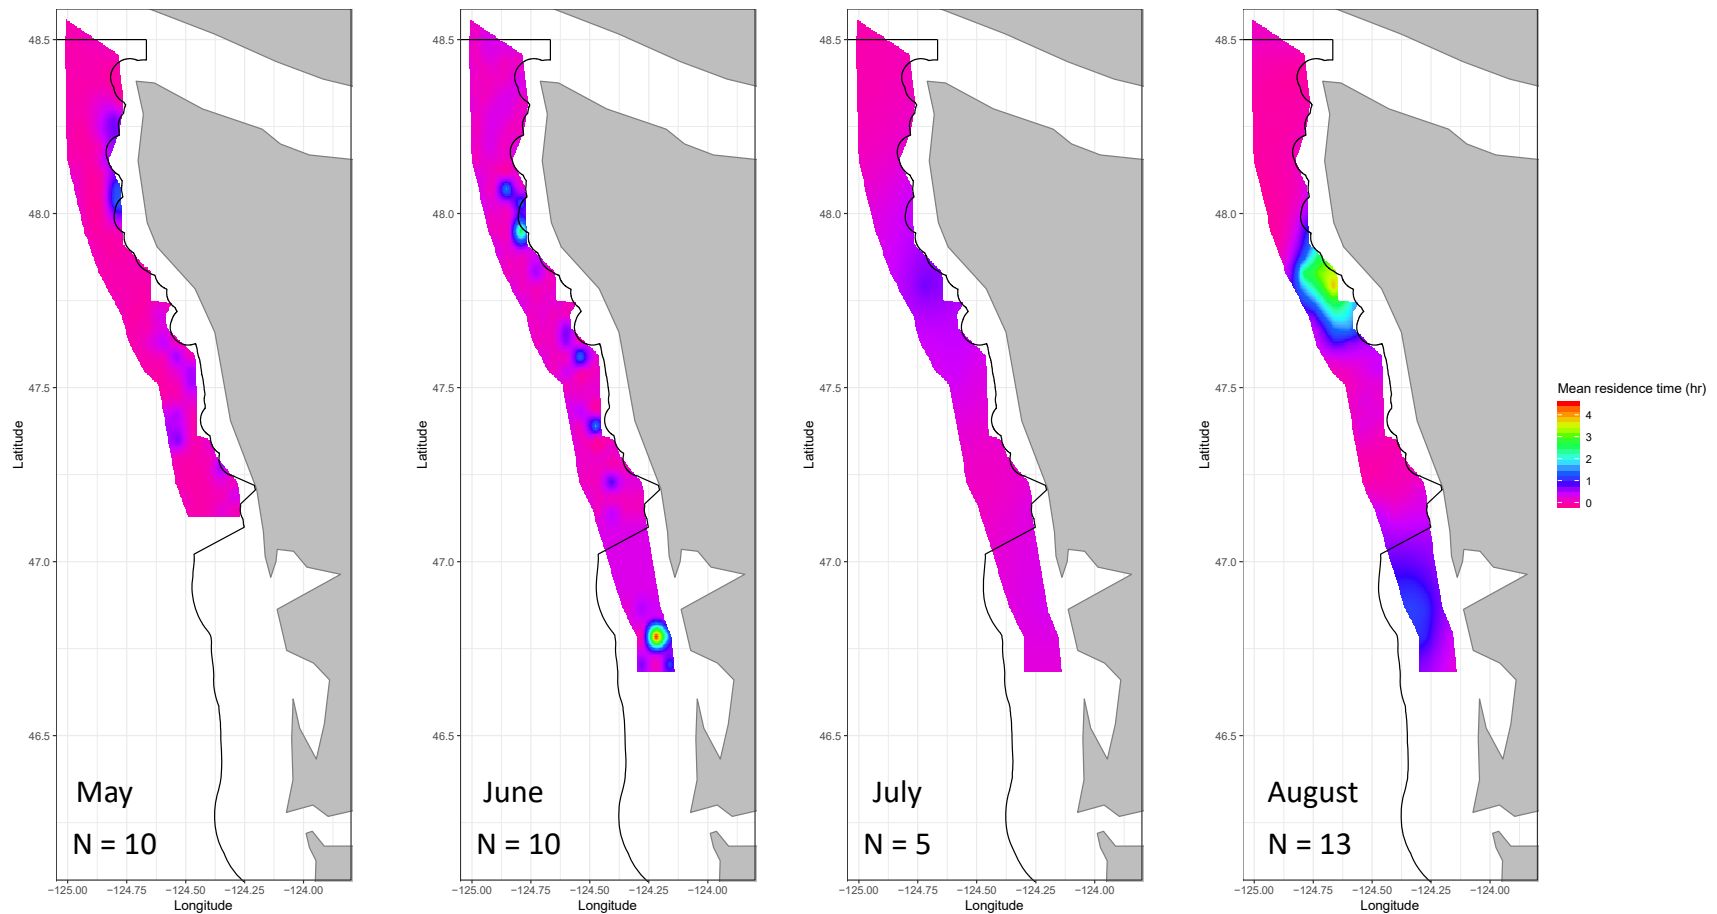 48.5
48.0
47.5
47.0
46.5
Latitude
May
N = 10
−125.00
−124.75
−124.50
−124.25
−124.00
Longitude
48.5
48.0
47.5
47.0
46.5
Latitude
June
N = 10
−125.00
−124.75
−124.50
−124.25
−124.00
Longitude
48.5
48.0
47.5
47.0
46.5
Latitude
July
N = 5
−125.00
−124.75
−124.50
−124.25
−124.00
Longitude
48.5
48.0
47.5
47.0
46.5
Latitude
August
N = 13
−125.00
−124.75
−124.50
−124.25
−124.00
Longitude
Mean residence time (hr)
4
3
2
1
0